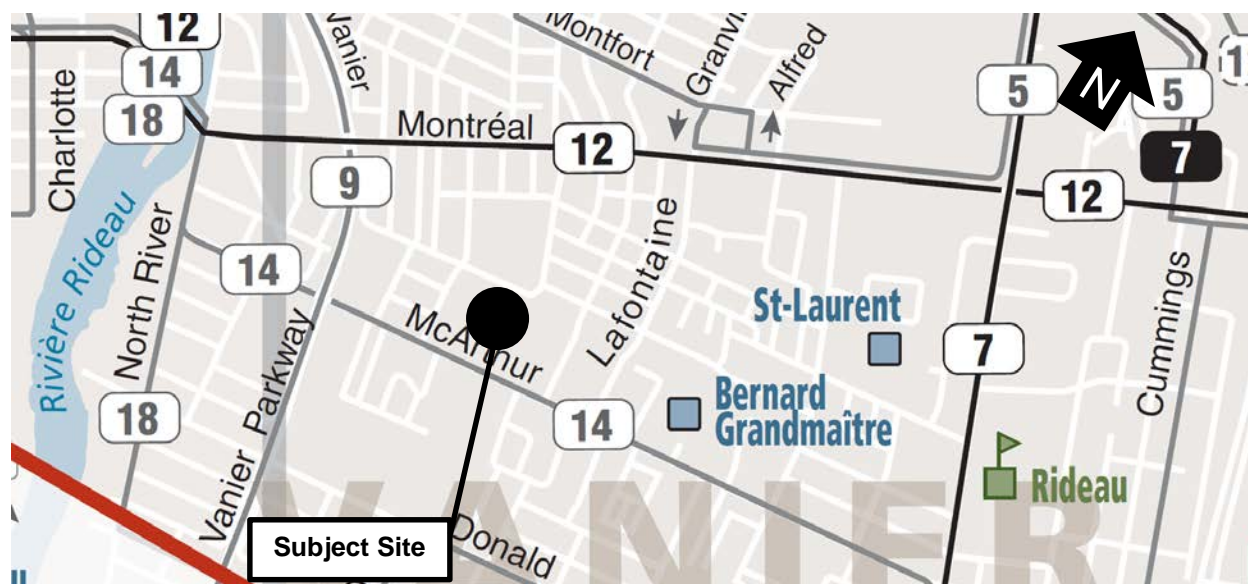 12
14
18
Charlotte
Rivière Rideau
North River
18
14
Vanier
9
Vanier Parkway
Montréal
Montfort
Granvil
Alfred
12
McArthur
Lafontaine
14
Donald
Subject Site
VANIER
St-Laurent
Bernard
Grandmaître
Rideau
5
N
5
7
12
7
Cummings